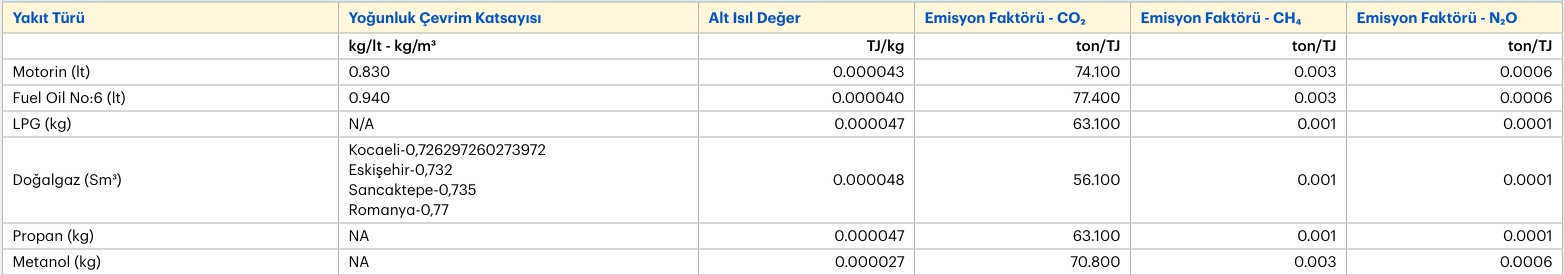 Yakıt Türü Yoğunluk Çevrim Katsayısı Alt Isıl Değer Emisyon Faktörü - CO₂ Emisyon Faktörü - CH₄ Emisyon Faktörü - N₂O
kg/lt - kg/m³ TJ/kg ton/TJ ton/TJ ton/TJ
Motorin (lt) 0.830 0.000043 74.100 0.003 0.0006
Fuel Oil No:6 (lt) 0.940 0.000040 77.400 0.003 0.0006
LPG (kg) N/A 0.000047 63.100 0.001 0.0001
Kocaeli-0,726297260273972
Eskişehir-0,732
Doğalgaz (Sm³) 0.000048 56.100 0.001 0.0001
Sancaktepe-0,735
Romanya-0,77
Propan (kg) NA 0.000047 63.100 0.001 0.0001
Metanol (kg) NA 0.000027 70.800 0.003 0.0006